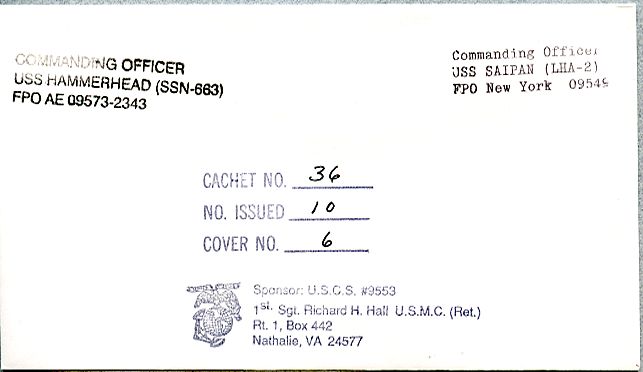 COMMANDING OFFICER
USS HAMMERHEAD (SSN-663)
FPO AE 09573-2343
Commanding Officer
USS SAIPAN (LHA-2)
FPO New York 09549
CACHET NO. 36
NO. ISSUED 10
COVER NO. 6
Sponsor: U.S.C.S. #9553
1st. Sgt. Richard H. Hall U.S.M.C. (Ret.)
Rt. 1, Box 442
Nathalie, VA 24577